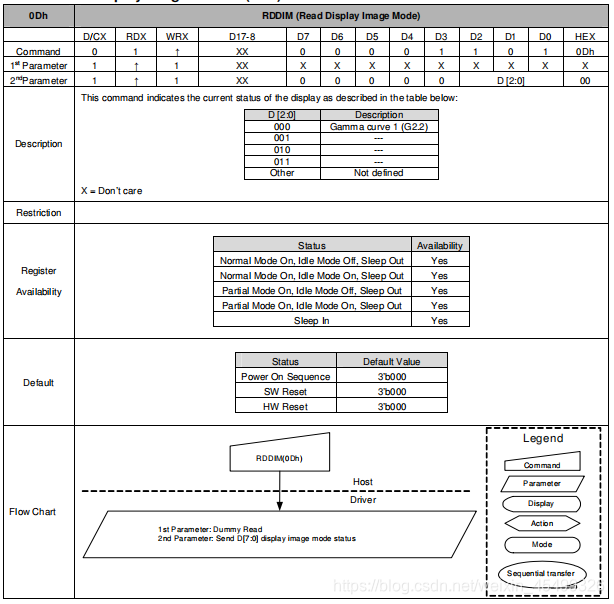 0Dh RDDIM (Read Display Image Mode)
D/CX RDX WRX D17-8 D7 D6 D5 D4 D3 D2 D1 D0 HEX
Command 0 1 ↑ XX 0 0 0 0 1 1 0 1 0Dh
1st Parameter 1 ↑ 1 XX X X X X X X X X X
2nd Parameter 1 ↑ 1 XX 0 0 0 0 0 D [2:0] 00
Description
This command indicates the current status of the display as described in the table below:
D [2:0] Description
000 Gamma curve 1 (G2.2)
001 ---
010 ---
011 ---
Other Not defined
X = Don't care
Restriction
Register
Availability
Status Availability
Normal Mode On, Idle Mode Off, Sleep Out Yes
Normal Mode On, Idle Mode On, Sleep Out Yes
Partial Mode On, Idle Mode Off, Sleep Out Yes
Partial Mode On, Idle Mode On, Sleep Out Yes
Sleep In Yes
Default
Status Default Value
Power On Sequence 3'b000
SW Reset 3'b000
HW Reset 3'b000
Flow Chart
RDDIM(0Dh)
Host
Driver
1st Parameter: Dummy Read
2nd Parameter: Send D[7:0] display image mode status
Legend
Command
Parameter
Display
Action
Mode
Sequential transfer